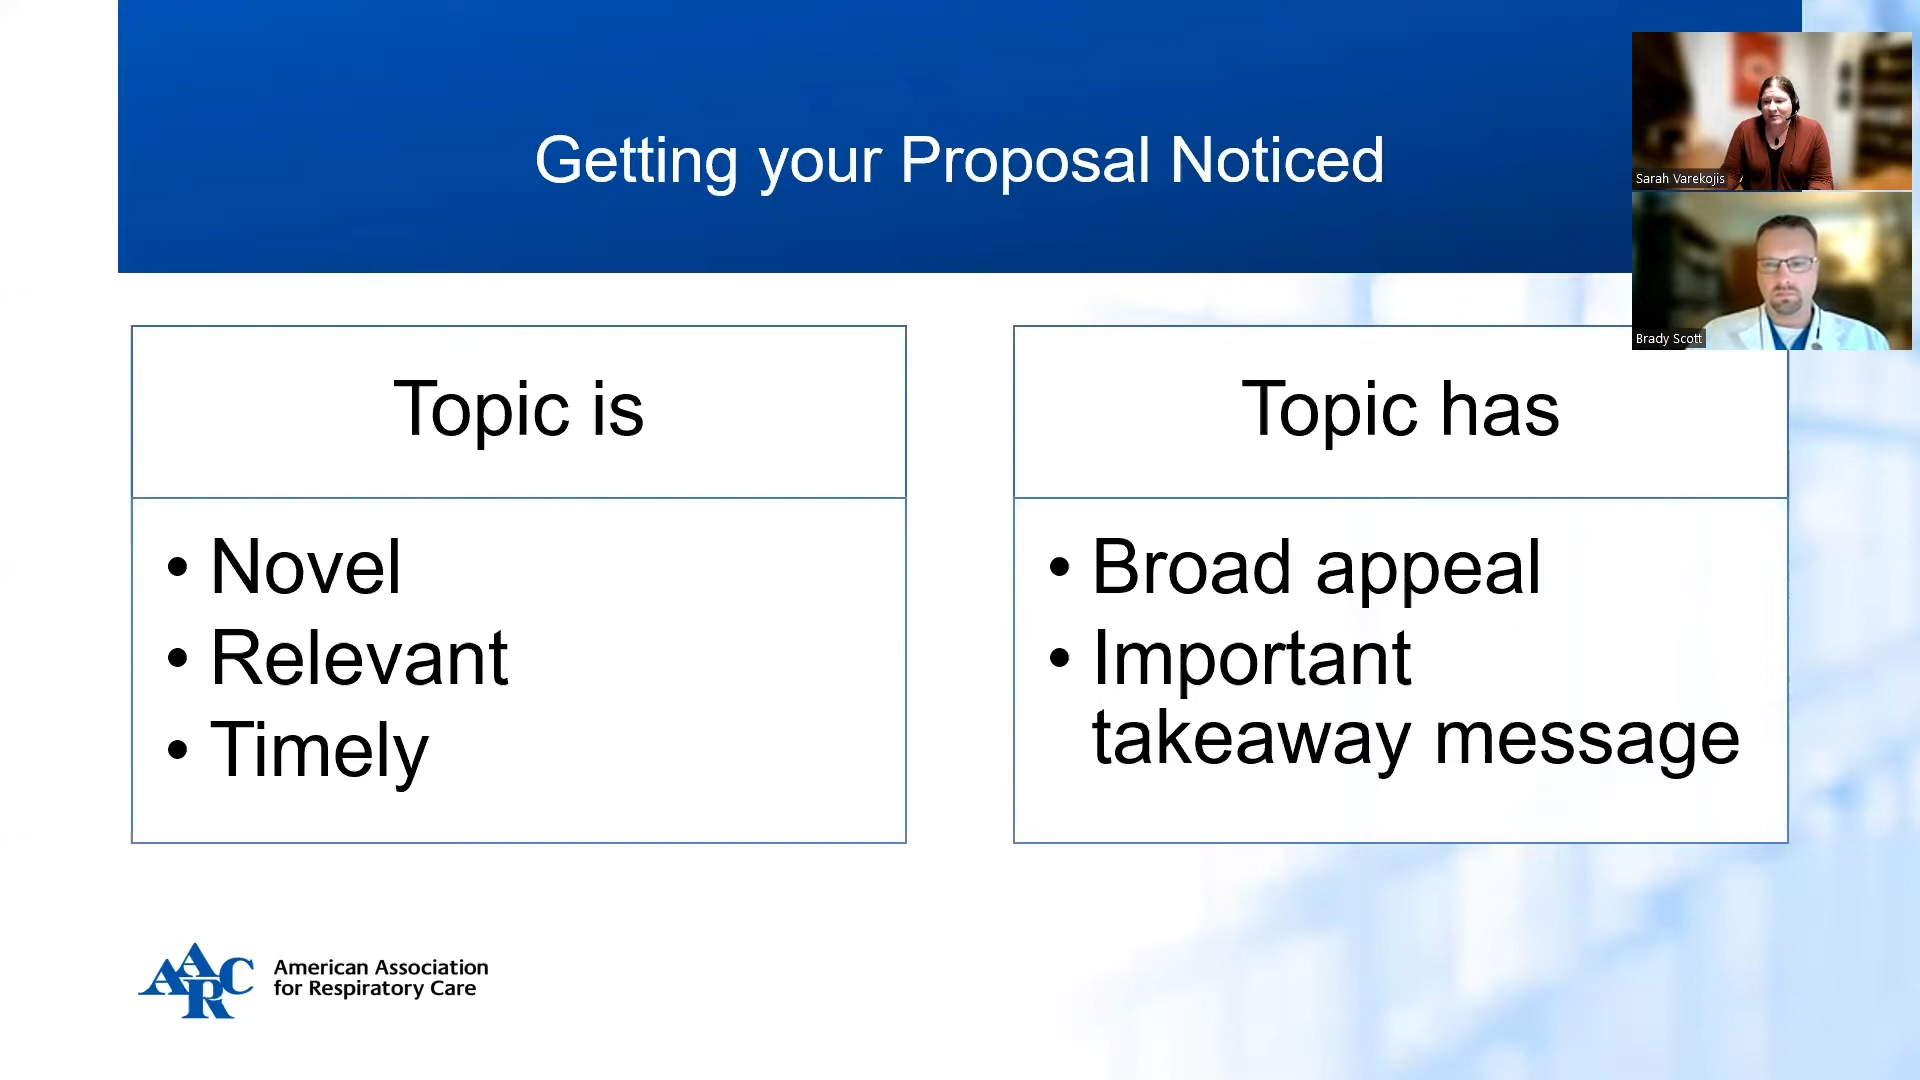 Getting your Proposal Noticed
Sarah Varekojis
Brady Scott
Topic is
• Novel
• Relevant
• Timely
Topic has
• Broad appeal
• Important
takeaway message
AARC
American Association
for Respiratory Care